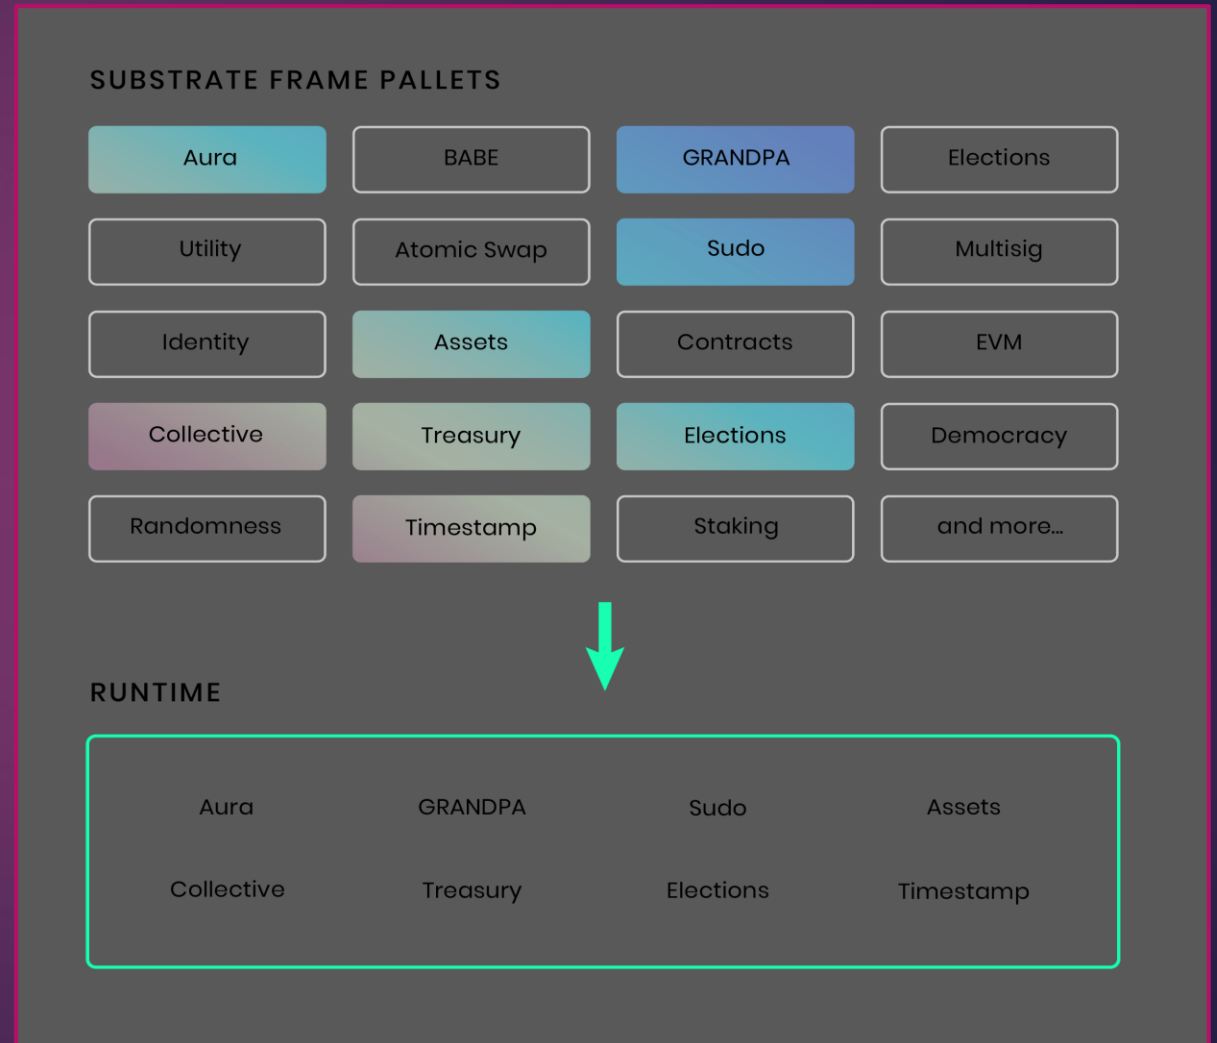 SUBSTRATE FRAME PALLETS
Aura BABE GRANDPA Elections
Utility Atomic Swap Sudo Multisig
Identity Assets Contracts EVM
Collective Treasury Elections Democracy
Randomness Timestamp Staking and more...
RUNTIME
Aura GRANDPA Sudo Assets
Collective Treasury Elections Timestamp